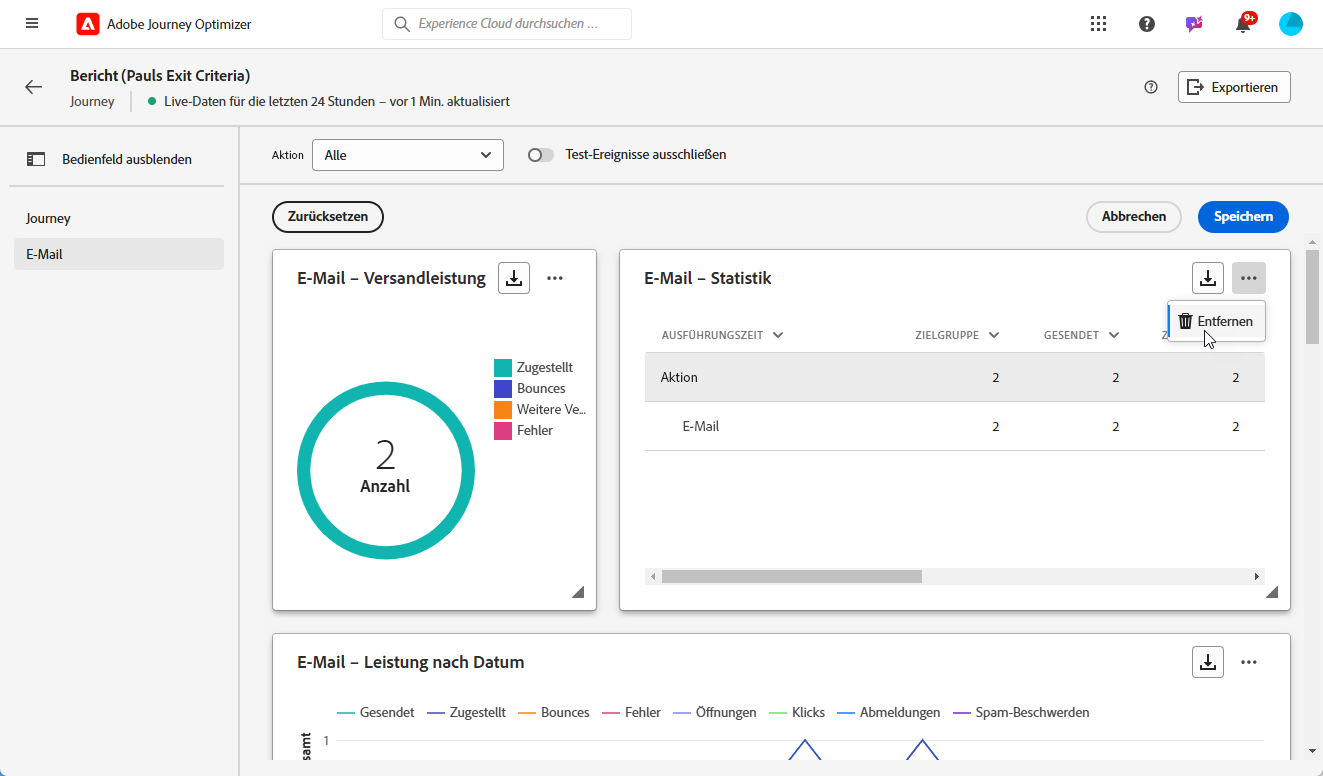 Adobe Journey Optimizer
Experience Cloud durchsuchen ...
9+
Bericht (Pauls Exit Criteria)
Journey
Live-Daten für die letzten 24 Stunden – vor 1 Min. aktualisiert
Exportieren
Bedienfeld ausblenden
Journey
E-Mail
Aktion
Alle
Test-Ereignisse ausschließen
Zurücksetzen
Abbrechen
Speichern
E-Mail – Versandleistung
Zugestellt
Bounces
Weitere Ve...
Fehler
2
Anzahl
E-Mail – Statistik
Entfernen
AUSFÜHRUNGSZEIT ZIELGRUPPE GESENDET Z
Aktion 2 2 2
E-Mail 2 2 2
E-Mail – Leistung nach Datum
Gesendet Zugestellt Bounces Fehler Öffnungen Klicks Abmeldungen Spam-Beschwerden
1